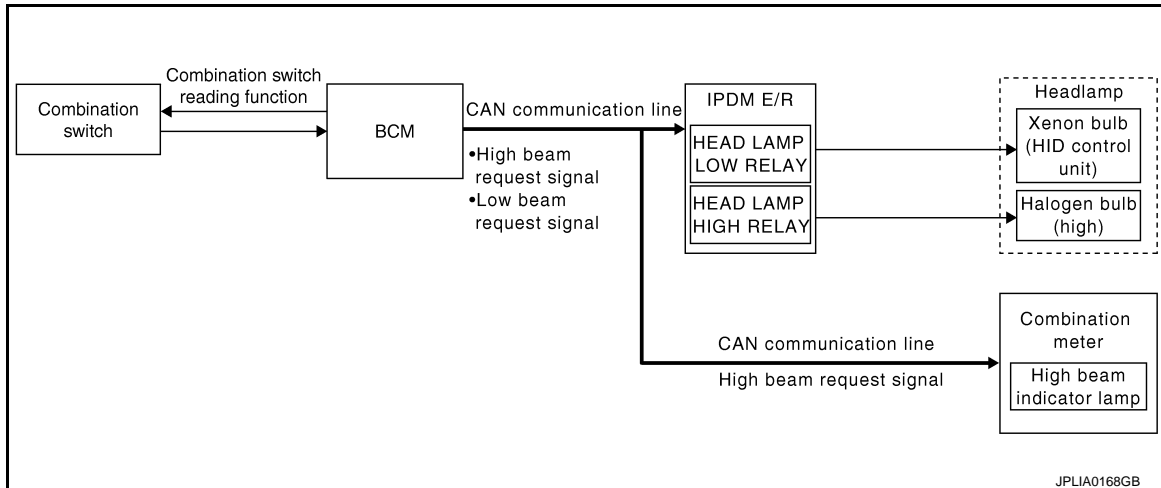 Combination
switch
Combination switch
reading function
BCM
CAN communication line
•High beam
request signal
•Low beam
request signal
IPDM E/R
HEAD LAMP
LOW RELAY
HEAD LAMP
HIGH RELAY
Headlamp
Xenon bulb
(HID control
unit)
Halogen bulb
(high)
CAN communication line
High beam request signal
Combination
meter
High beam
indicator lamp
JPLIA0168GB